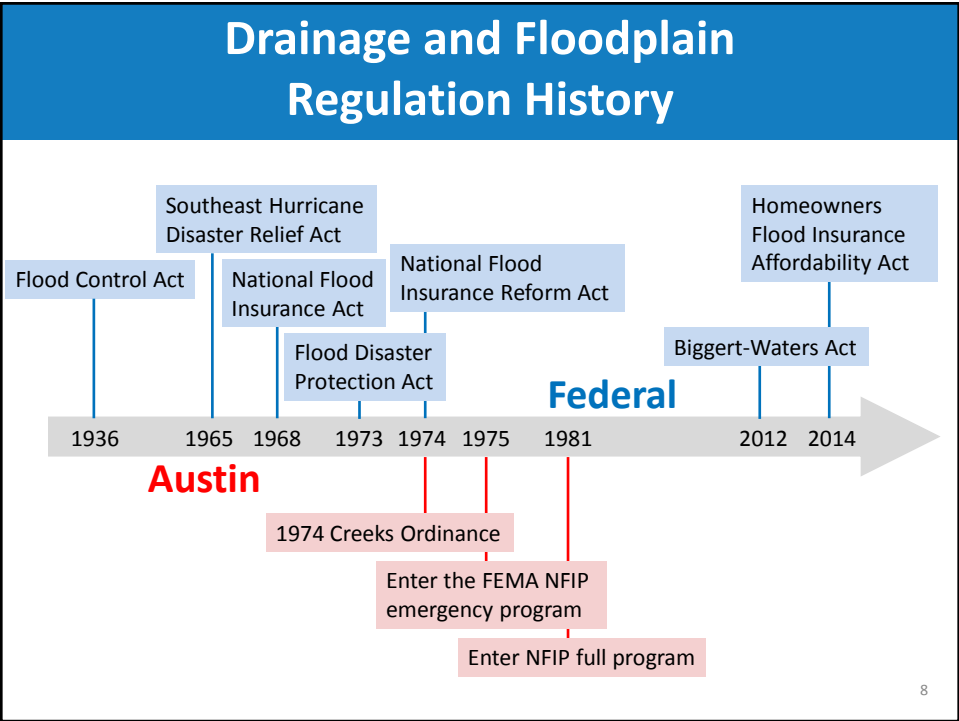 Drainage and Floodplain
Regulation History
Southeast Hurricane
Disaster Relief Act
Homeowners
Flood Insurance
Affordability Act
Flood Control Act
National Flood
Insurance Act
National Flood
Insurance Reform Act
Flood Disaster
Protection Act
Biggert-Waters Act
Federal
1936 1965 1968 1973 1974 1975 1981 2012 2014
Austin
1974 Creeks Ordinance
Enter the FEMA NFIP
emergency program
Enter NFIP full program
8